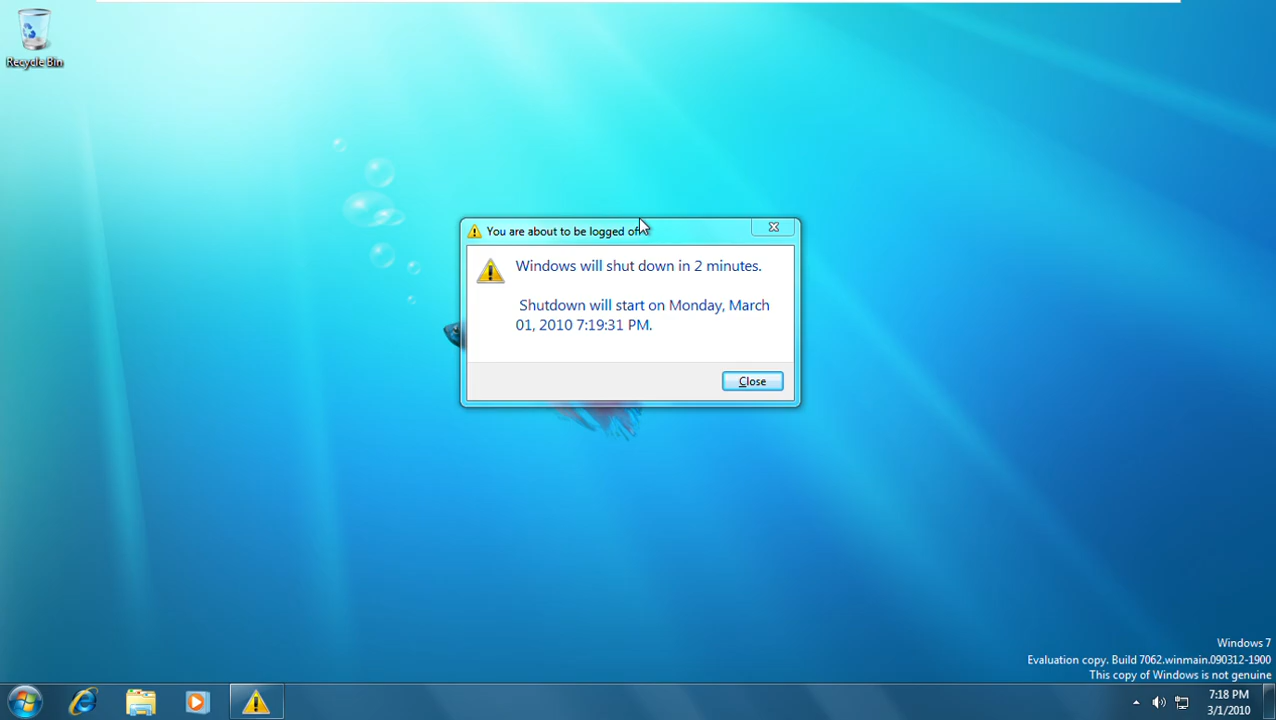 Recycle Bin
You are about to be logged off
Windows will shut down in 2 minutes.
Shutdown will start on Monday, March
01, 2010 7:19:31 PM.
Close
Windows 7
Evaluation copy. Build 7062.winmain.090312-1900
This copy of Windows is not genuine
7:18 PM
3/1/2010